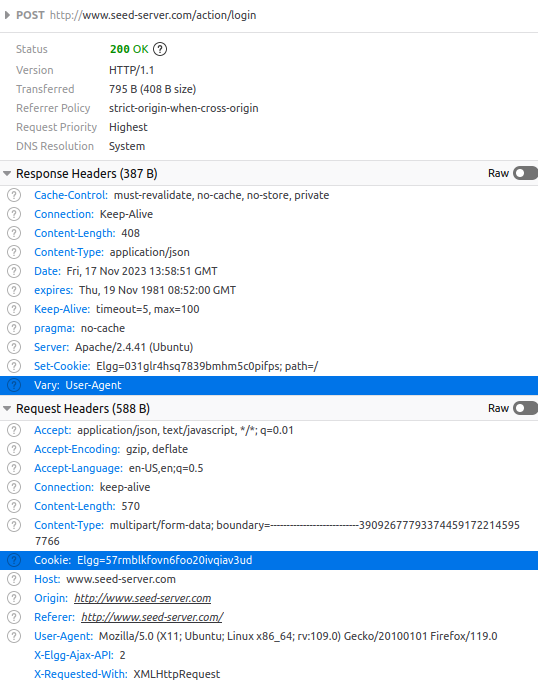 POST http://www.seed-server.com/action/login
Status 200 OK ?
Version HTTP/1.1
Transferred 795 B (408 B size)
Referrer Policy strict-origin-when-cross-origin
Request Priority Highest
DNS Resolution System
Response Headers (387 B) Raw
? Cache-Control: must-revalidate, no-cache, no-store, private
? Connection: Keep-Alive
? Content-Length: 408
? Content-Type: application/json
? Date: Fri, 17 Nov 2023 13:58:51 GMT
? expires: Thu, 19 Nov 1981 08:52:00 GMT
? Keep-Alive: timeout=5, max=100
? pragma: no-cache
? Server: Apache/2.4.41 (Ubuntu)
? Set-Cookie: Elgg=031glr4hsq7839bmhm5c0pifps; path=/
? Vary: User-Agent
Request Headers (588 B) Raw
? Accept: application/json, text/javascript, */*; q=0.01
? Accept-Encoding: gzip, deflate
? Accept-Language: en-US,en;q=0.5
? Connection: keep-alive
? Content-Length: 570
? Content-Type: multipart/form-data; boundary=---------------------------39092677793374459172214595
7766
? Cookie: Elgg=57rmblkfovn6foo20ivqiav3ud
? Host: www.seed-server.com
? Origin: http://www.seed-server.com
? Referer: http://www.seed-server.com/
? User-Agent: Mozilla/5.0 (X11; Ubuntu; Linux x86_64; rv:109.0) Gecko/20100101 Firefox/119.0
X-Elgg-Ajax-API: 2
X-Requested-With: XMLHttpRequest